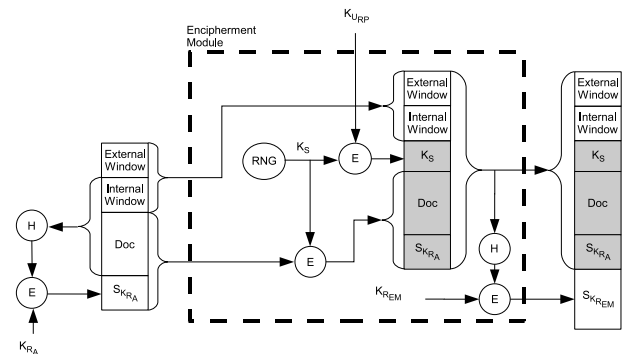 K_URP
Encipherment
Module
External
Window
Internal
Window
K_S
Doc
S_KRA
External
Window
Internal
Window
K_S
Doc
S_KRA
S_KREM
RNG
K_S
E
External
Window
Internal
Window
Doc
S_KRA
H
E
K_RA
E
H
K_REM
E